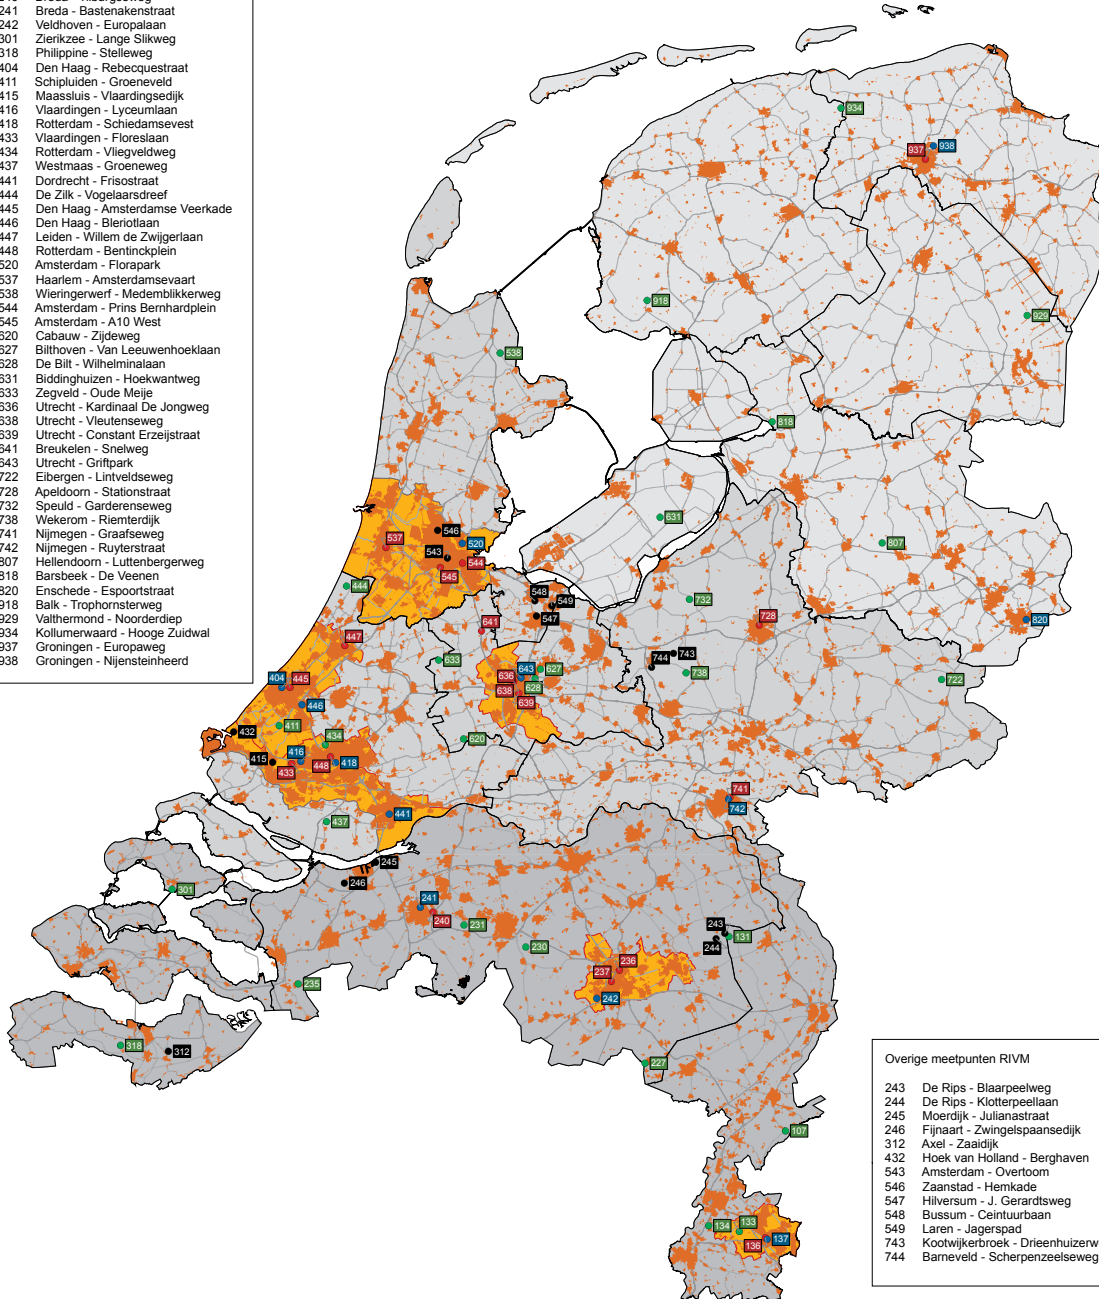 241 Breda - Bastenakenstraat
242 Veldhoven - Europalaan
301 Zierikzee - Lange Slikweg
318 Philippine - Stelleweg
404 Den Haag - Rebecquestraat
411 Schipluiden - Groeneveld
415 Maassluis - Vlaardingsedijk
416 Vlaardingen - Lyceumlaan
418 Rotterdam - Schiedamsevest
433 Vlaardingen - Floreslaan
434 Rotterdam - Vliegveldweg
437 Westmaas - Groeneweg
441 Dordrecht - Frisostraat
444 De Zilk - Vogelaarsdreef
445 Den Haag - Amsterdamse Veerkade
446 Den Haag - Bleriotlaan
447 Leiden - Willem de Zwijgerlaan
448 Rotterdam - Bentinckplein
520 Amsterdam - Florapark
537 Haarlem - Amsterdamsevaart
538 Wieringerwerf - Medemblikkerweg
544 Amsterdam - Prins Bernhardplein
545 Amsterdam - A10 West
620 Cabauw - Zijdeweg
627 Bilthoven - Van Leeuwenhoeklaan
628 De Bilt - Wilhelminalaan
631 Biddinghuizen - Hoekwantweg
633 Zegveld - Oude Meije
636 Utrecht - Kardinaal De Jongweg
638 Utrecht - Vleutenseweg
639 Utrecht - Constant Erzeijstraat
641 Breukelen - Snelweg
643 Utrecht - Griftpark
722 Eibergen - Lintveldseweg
728 Apeldoorn - Stationstraat
732 Speuld - Garderenseweg
738 Wekerom - Riemterdijk
741 Nijmegen - Graafseweg
742 Nijmegen - Ruyterstraat
807 Hellendoorn - Luttenbergerweg
818 Barsbeek - De Veenen
820 Enschede - Espoortstraat
918 Balk - Trophornsterweg
929 Valthermond - Noorderdiep
934 Kollumerwaard - Hooge Zuidwal
937 Groningen - Europaweg
938 Groningen - Nijensteinheerd
934
937
938
918
929
538
818
631
807
546
520
537
543
544
545
444
548
549
547
732
728
820
641
447
633
643
627
636
628
638
639
743
744
738
722
404
445
446
411
432
434
620
416
415
448
418
433
741
742
441
437
245
246
301
241
240
231
243
131
244
230
236
237
242
235
318
312
227
107
134
133
136
137
Overige meetpunten RIVM
243 De Rips - Blaarpeelweg
244 De Rips - Klotterpeellaan
245 Moerdijk - Julianastraat
246 Fijnaart - Zwingelspaansedijk
312 Axel - Zaaidijk
432 Hoek van Holland - Berghaven
543 Amsterdam - Overtoom
546 Zaanstad - Hemkade
547 Hilversum - J. Gerardtsweg
548 Bussum - Ceintuurbaan
549 Laren - Jagerspad
743 Kootwijkerbroek - Drieenhuizerw
744 Barneveld - Scherpenzeelseweg